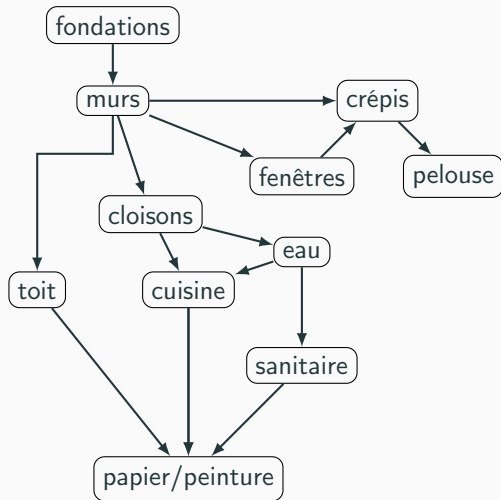 fondations
murs
crépis
fenêtres
pelouse
cloisons
eau
toit
cuisine
sanitaire
papier/peinture